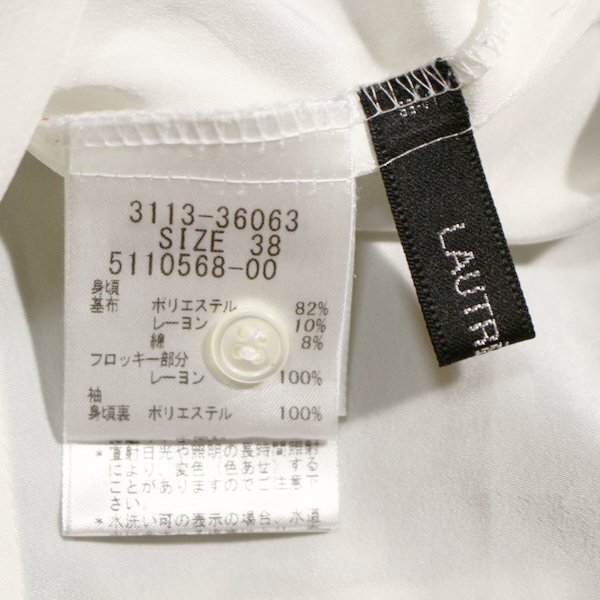 3113-36063
SIZE 38
5110568-00
身頃
基布 ポリエステル 82%
レーヨン 10%
綿 8%
フロッキー部分
レーヨン 100%
袖
身頃裏 ポリエステル 100%
*直射日光や照明の長時間照射
により、変色(色あせ)する
ことがありますのでご注意下
さい。
*水洗い可の表示の場合、水道
LAUTR